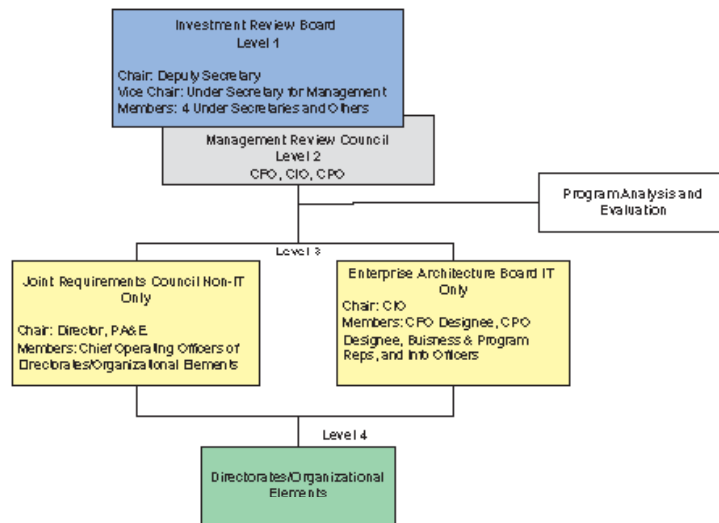 Investment Review Board
Level 1
Chair: Deputy Secretary
Vice Chair: Under Secretary for Management
Members: 4 Under Secretaries and Others
Management Review Council
Level 2
CFO, CIO, CPO
Program Analysis and
Evaluation
Level 3
Joint Requirements Council Non-IT
Only
Chair: Director, PA&E
Members: Chief Operating Officers of
Directorates/Organizational Elements
Enterprise Architecture Board IT
Only
Chair: CIO
Members: CFO Designee, CPO
Designee, Buisness & Program
Reps, and Info Officers
Level 4
Directorates/Organizational
Elements